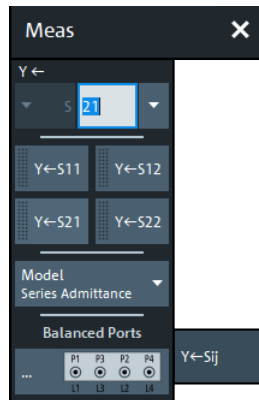 Meas
Y ←
S 21
Y←S11 Y←S12
Y←S21 Y←S22
Model
Series Admittance
Balanced Ports
... P1 P3 P2 P4
L1 L3 L2 L4
Y←Sij